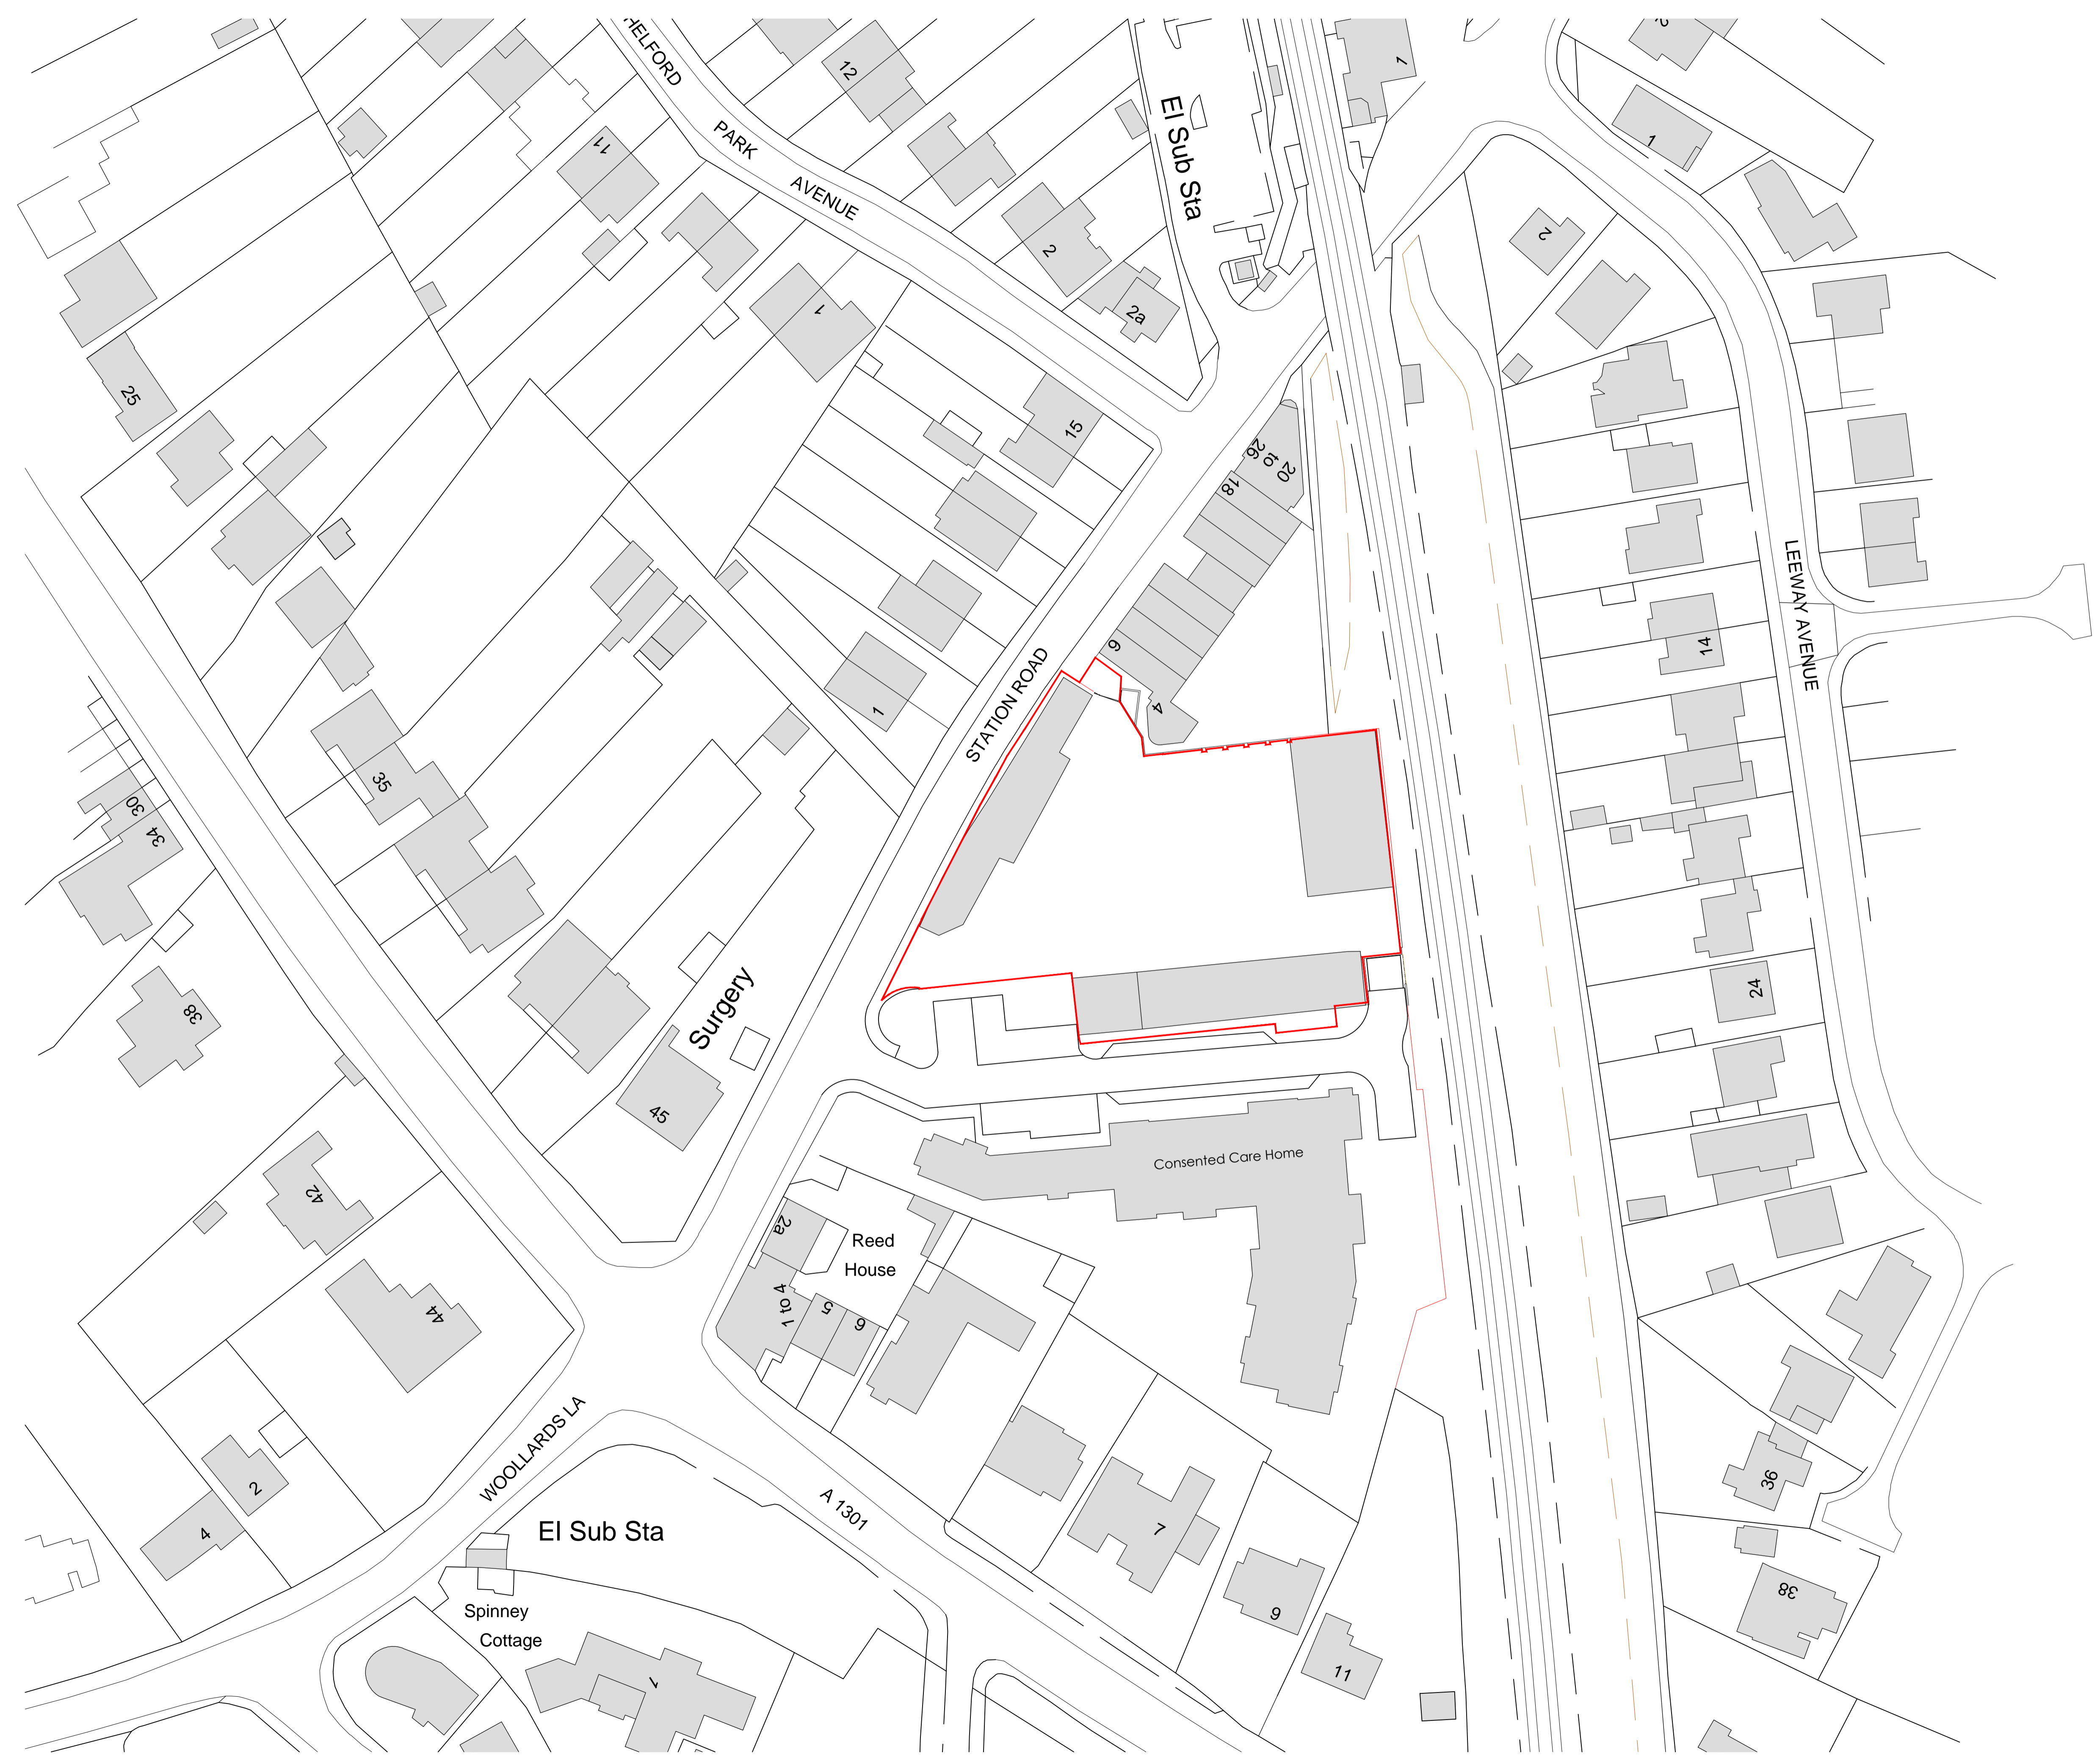 HELFORD
PARK
AVENUE
12
11
2
2a
1
El Sub Sta
1
1
2
25
15
20
to
26
18
6
4
STATION ROAD
1
LEEWAY AVENUE
14
24
35
30
34
38
Surgery
45
42
44
Consented Care Home
2a
Reed
House
1 to 4
5
6
WOOLLARDS LA
A 1301
2
4
El Sub Sta
Spinney
Cottage
7
9
11
36
38